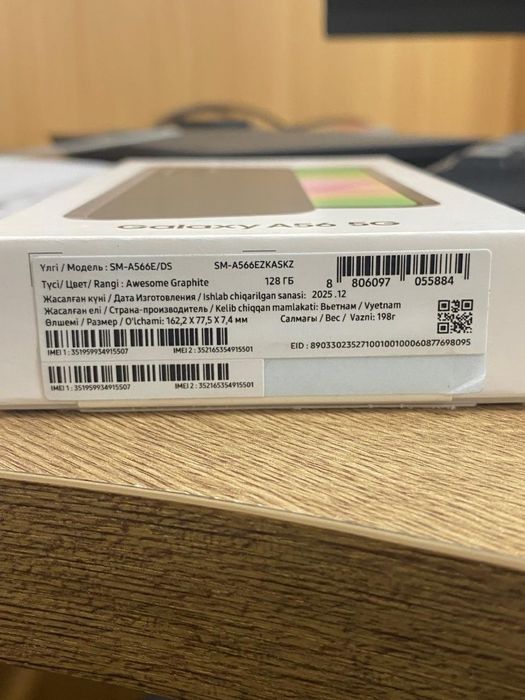 Galaxy A56 5G
Үлгі / Модель : SM-A566E/DS SM-A566EZKASKZ
Түсі / Цвет / Rangi : Awesome Graphite 128 ГБ
8 806097 055884
Жасалған күні / Дата Изготовления / Ishlab chiqarilgan sanasi: 2025 .12
Жасалған елі / Страна-производитель / Kelib chiqqan mamlakati: Вьетнам / Vyetnam
Өлшемі / Размер / O'lchami: 162,2 X 77,5 X 7,4 мм Салмағы / Вес / Vazni: 198г
IMEI 1 : 351959934915507 IMEI 2 : 352165354915501
EID : 89033023527100100100060877698095
IMEI 1 : 351959934915507 IMEI 2 : 352165354915501